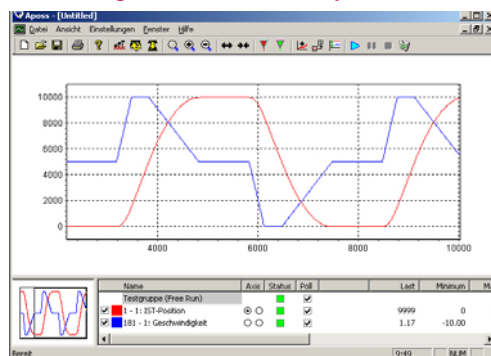 Aposs - [Untitled]
Datei Ansicht Einstellungen Fenster Hilfe
10000
8000
6000
4000
2000
0
4000 6000 8000 10000
Name Axis Status Poll Last Minimum
Testgruppe (Free Run)
1 - 1: IST-Position 9999 0
181 - 1: Geschwindigkeit 1.17 -10.00
Bereit 9:49 NUM